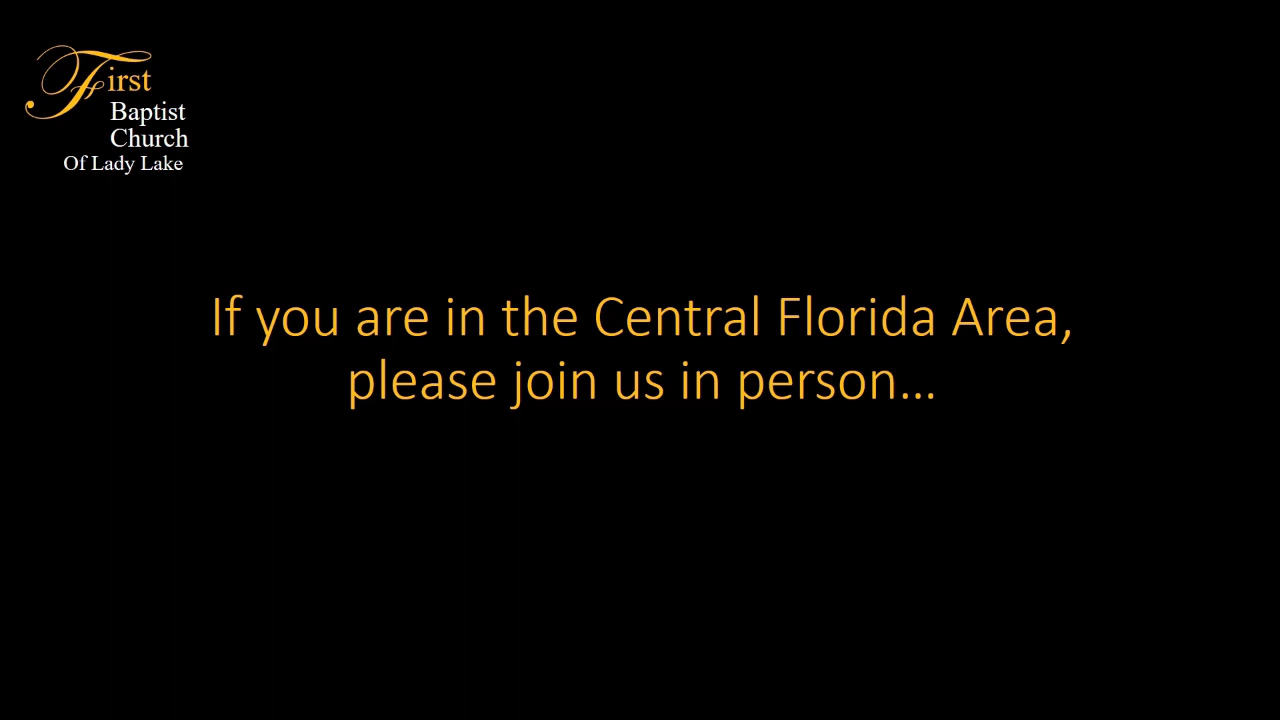 First
Baptist
Church
Of Lady Lake
If you are in the Central Florida Area,
please join us in person...